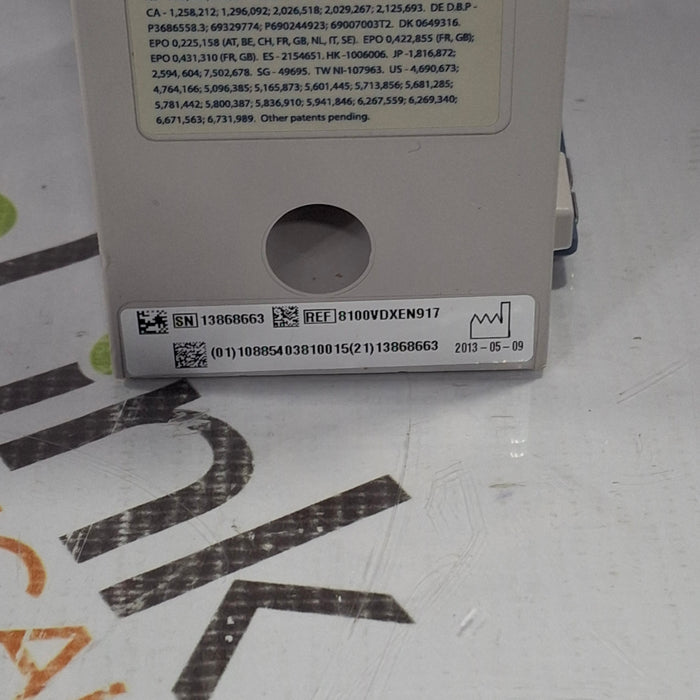 CA - 1,258,212; 1,296,092; 2,026,518; 2,029,267; 2,125,693. DE D.B.P -
P3686558.3; 69329774; P690244923; 69007003T2. DK 0649316.
EPO 0,225,158 (AT, BE, CH, FR, GB, NL, IT, SE). EPO 0,422,855 (FR, GB);
EPO 0,431,310 (FR, GB). ES - 2154651. HK -1006006. JP -1,816,872;
2,594,604; 7,502,678. SG - 49695. TW NI-107963. US - 4,690,673;
4,764,166; 5,096,385; 5,165,873; 5,601,445; 5,713,856; 5,681,285;
5,781,442; 5,800,387; 5,836,910; 5,941,846; 6,267,559; 6,269,340;
6,671,563; 6,731,989. Other patents pending.
SN 13868663 REF 8100VDXEN917
(01)10885403810015(21)13868663 2013-05-09
ink